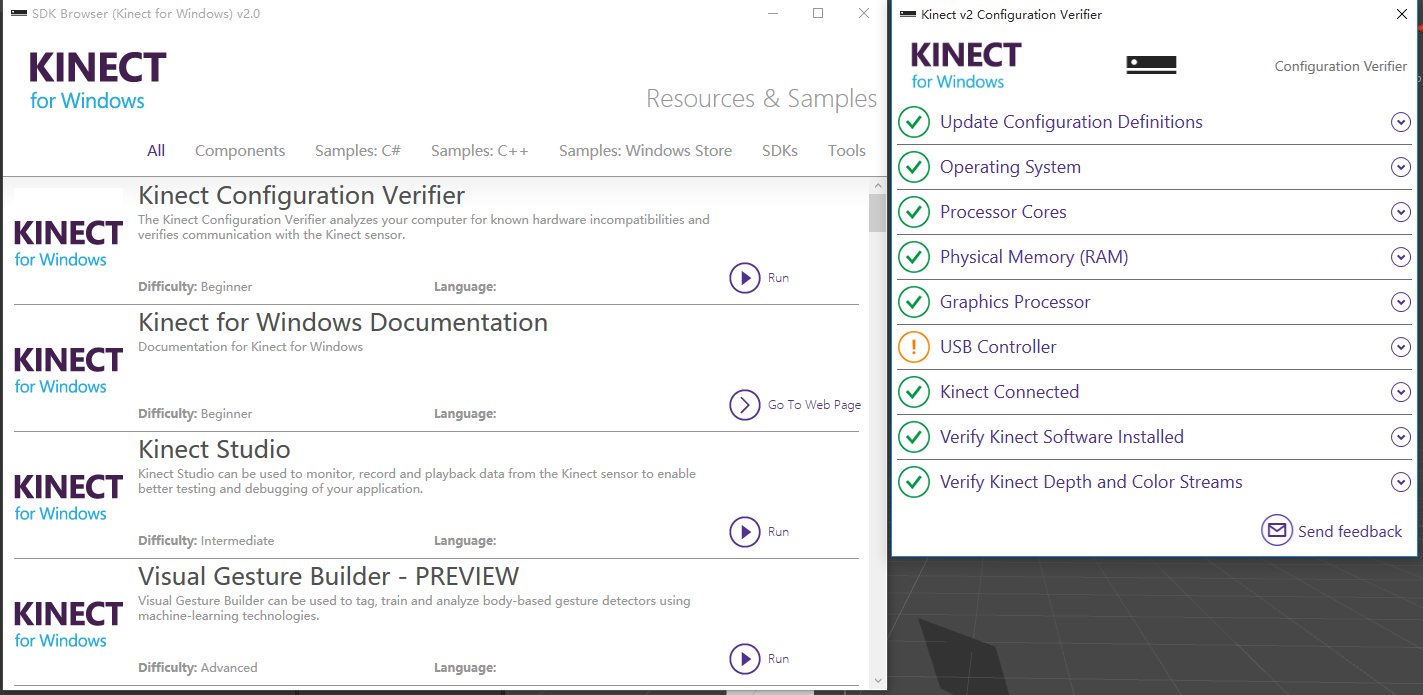 SDK Browser (Kinect for Windows) v2.0
KINECT
for Windows
Resources & Samples
All Components Samples: C# Samples: C++ Samples: Windows Store SDKs Tools
KINECT
for Windows
Kinect Configuration Verifier
The Kinect Configuration Verifier analyzes your computer for known hardware incompatibilities and
verifies communication with the Kinect sensor.
Difficulty: Beginner Language:
Run
KINECT
for Windows
Kinect for Windows Documentation
Documentation for Kinect for Windows
Difficulty: Beginner Language:
Go To Web Page
KINECT
for Windows
Kinect Studio
Kinect Studio can be used to monitor, record and playback data from the Kinect sensor to enable
better testing and debugging of your application.
Difficulty: Intermediate Language:
Run
KINECT
for Windows
Visual Gesture Builder - PREVIEW
Visual Gesture Builder can be used to tag, train and analyze body-based gesture detectors using
machine-learning technologies.
Difficulty: Advanced Language:
Run
Kinect v2 Configuration Verifier
KINECT
for Windows
Configuration Verifier
Update Configuration Definitions
Operating System
Processor Cores
Physical Memory (RAM)
Graphics Processor
USB Controller
Kinect Connected
Verify Kinect Software Installed
Verify Kinect Depth and Color Streams
Send feedback